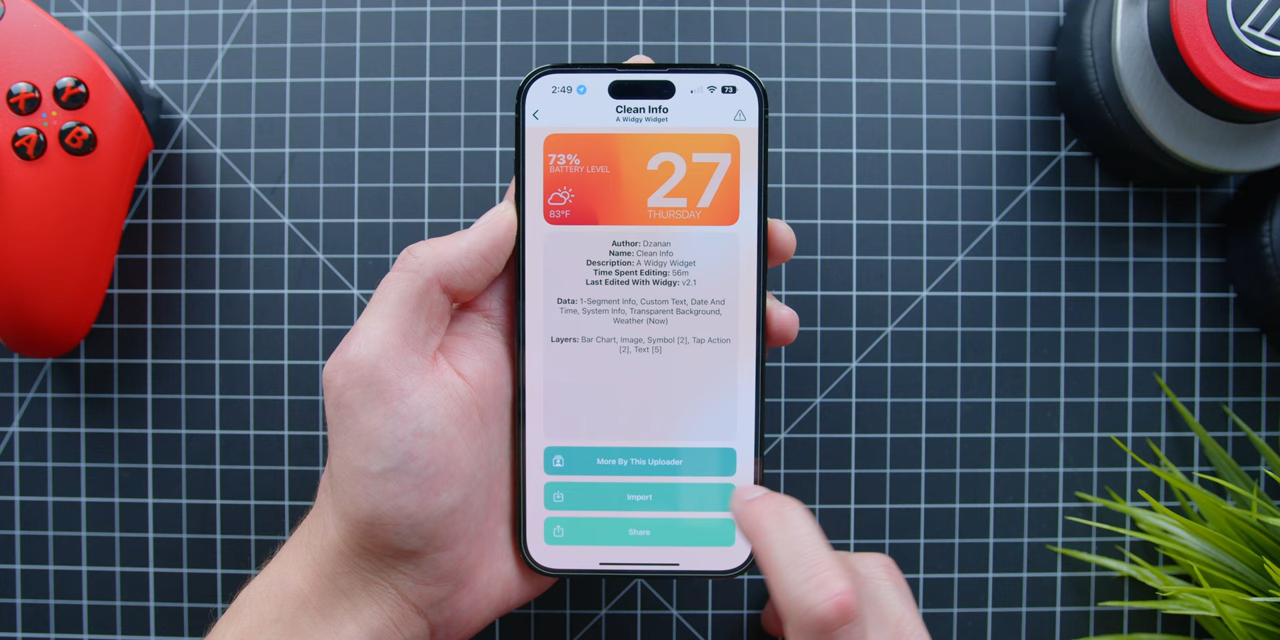 X
Y
A
B
2:49
73
Clean Info
A Widgy Widget
73%
BATTERY LEVEL
27
83°F
THURSDAY
Author: Dzanan
Name: Clean Info
Description: A Widgy Widget
Time Spent Editing: 56m
Last Edited With Widgy: v2.1
Data: 1-Segment Info, Custom Text, Date And
Time, System Info, Transparent Background,
Weather (Now)
Layers: Bar Chart, Image, Symbol [2], Tap Action
[2], Text [5]
More By This Uploader
Import
Share